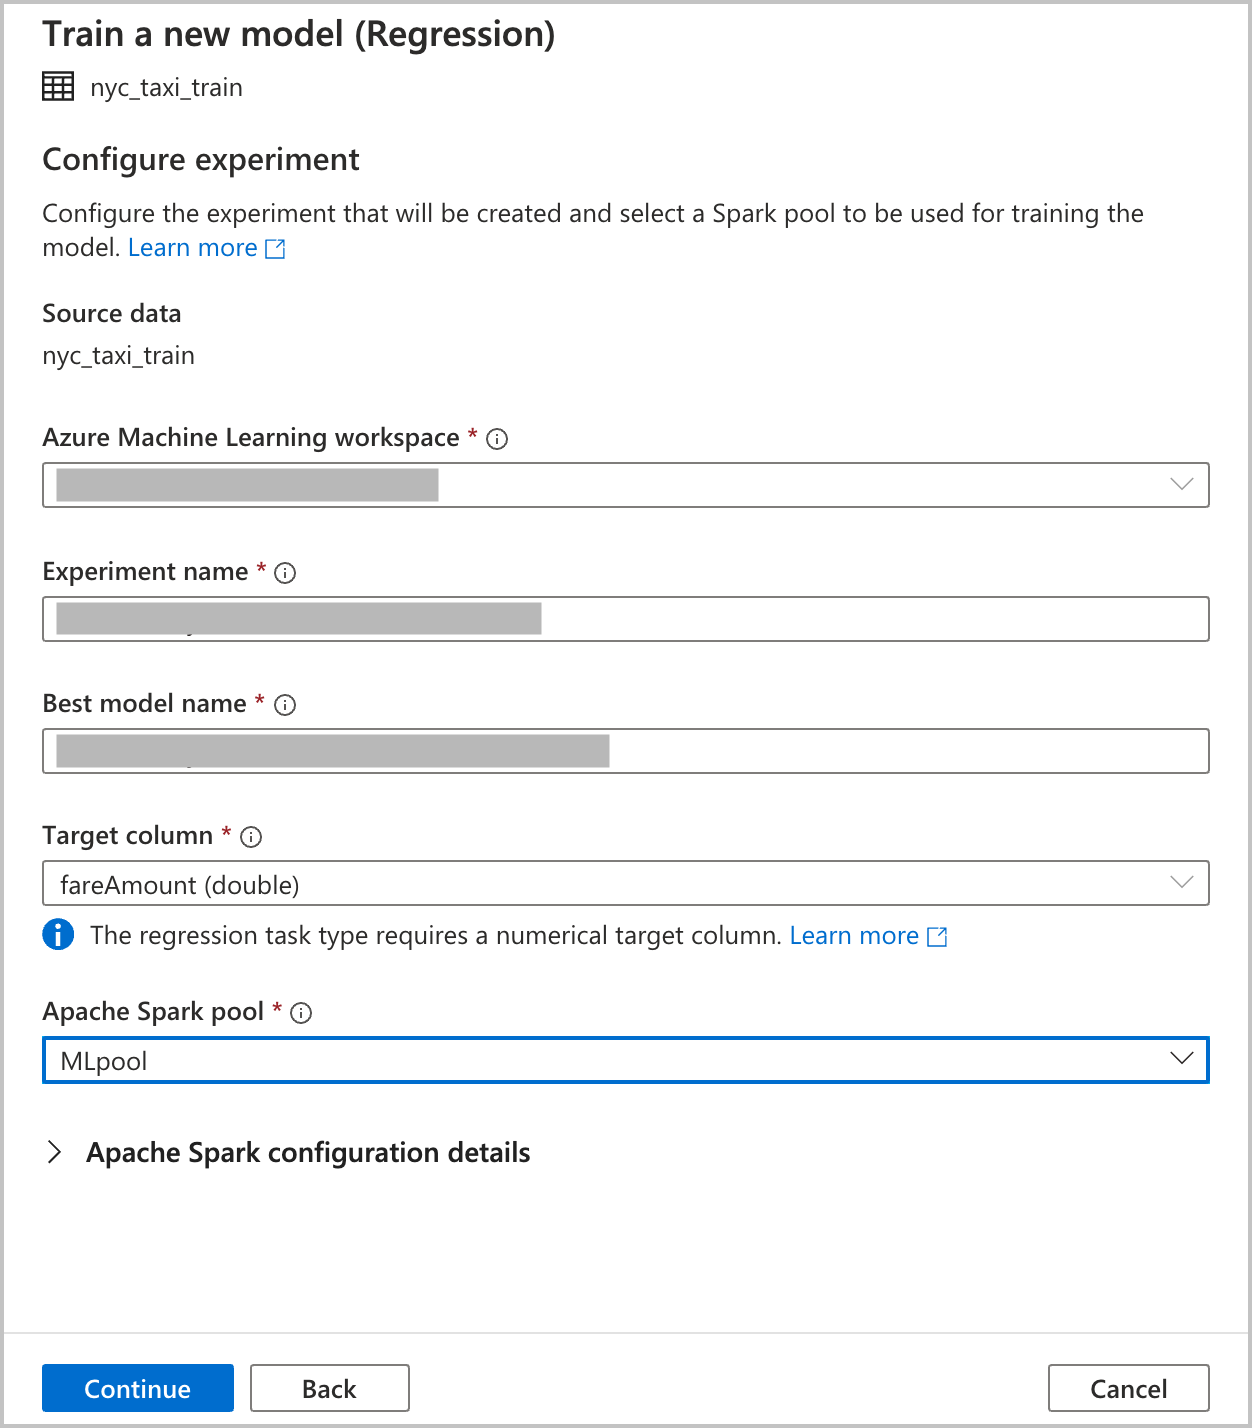 Train a new model (Regression)
nyc_taxi_train
Configure experiment
Configure the experiment that will be created and select a Spark pool to be used for training the
model. Learn more
Source data
nyc_taxi_train
Azure Machine Learning workspace *
Experiment name *
Best model name *
Target column *
fareAmount (double)
The regression task type requires a numerical target column. Learn more
Apache Spark pool *
MLpool
Apache Spark configuration details
Continue Back Cancel